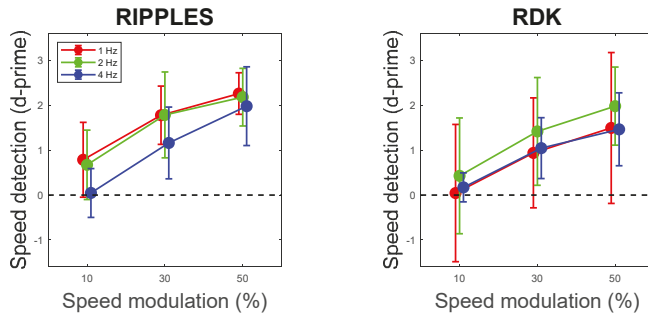 RIPPLES
Speed detection (d-prime)
3
2
1
0
-1
1 Hz
2 Hz
4 Hz
10
30
50
Speed modulation (%)
RDK
Speed detection (d-prime)
3
2
1
0
-1
10
30
50
Speed modulation (%)